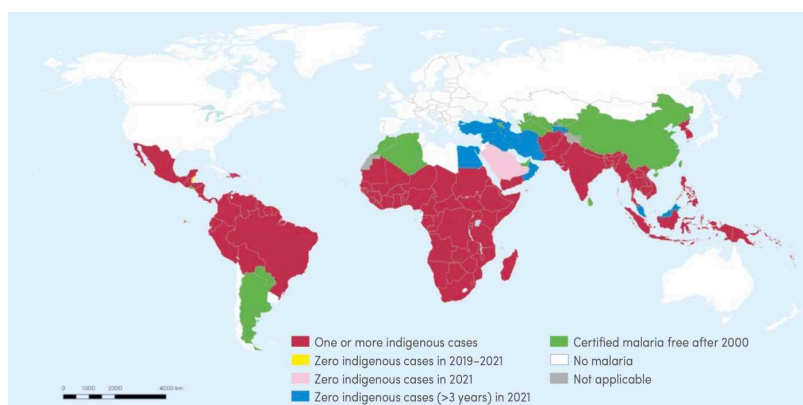 One or more indigenous cases
Zero indigenous cases in 2019–2021
Zero indigenous cases in 2021
Zero indigenous cases (>3 years) in 2021
Certified malaria free after 2000
No malaria
Not applicable
0 1000 2000 4000 km